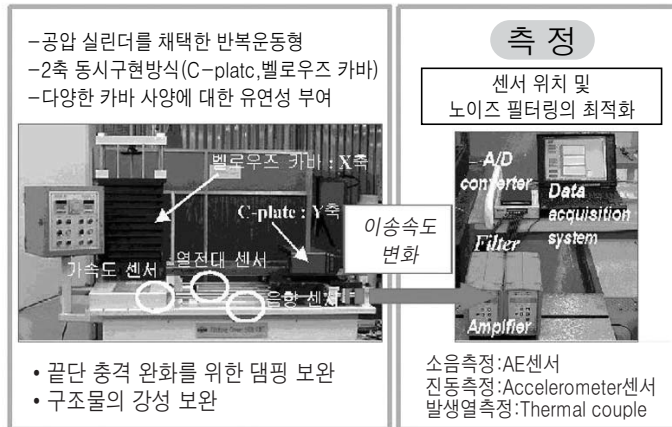 -공압 실린더를 채택한 반복운동형
-2축 동시구현방식(C-platc,벨로우즈 카바)
-다양한 카바 사양에 대한 유연성 부여
벨로우즈 카바 : X축
C-plate : Y축
가속도 센서
열전대 센서
음향 센서
• 끝단 충격 완화를 위한 댐핑 보완
• 구조물의 강성 보완
이송속도
변화
측 정
센서 위치 및
노이즈 필터링의 최적화
A/D
converter
Data
acquisition
system
Filter
Amplifier
소음측정:AE센서
진동측정:Accelerometer센서
발생열측정:Thermal couple